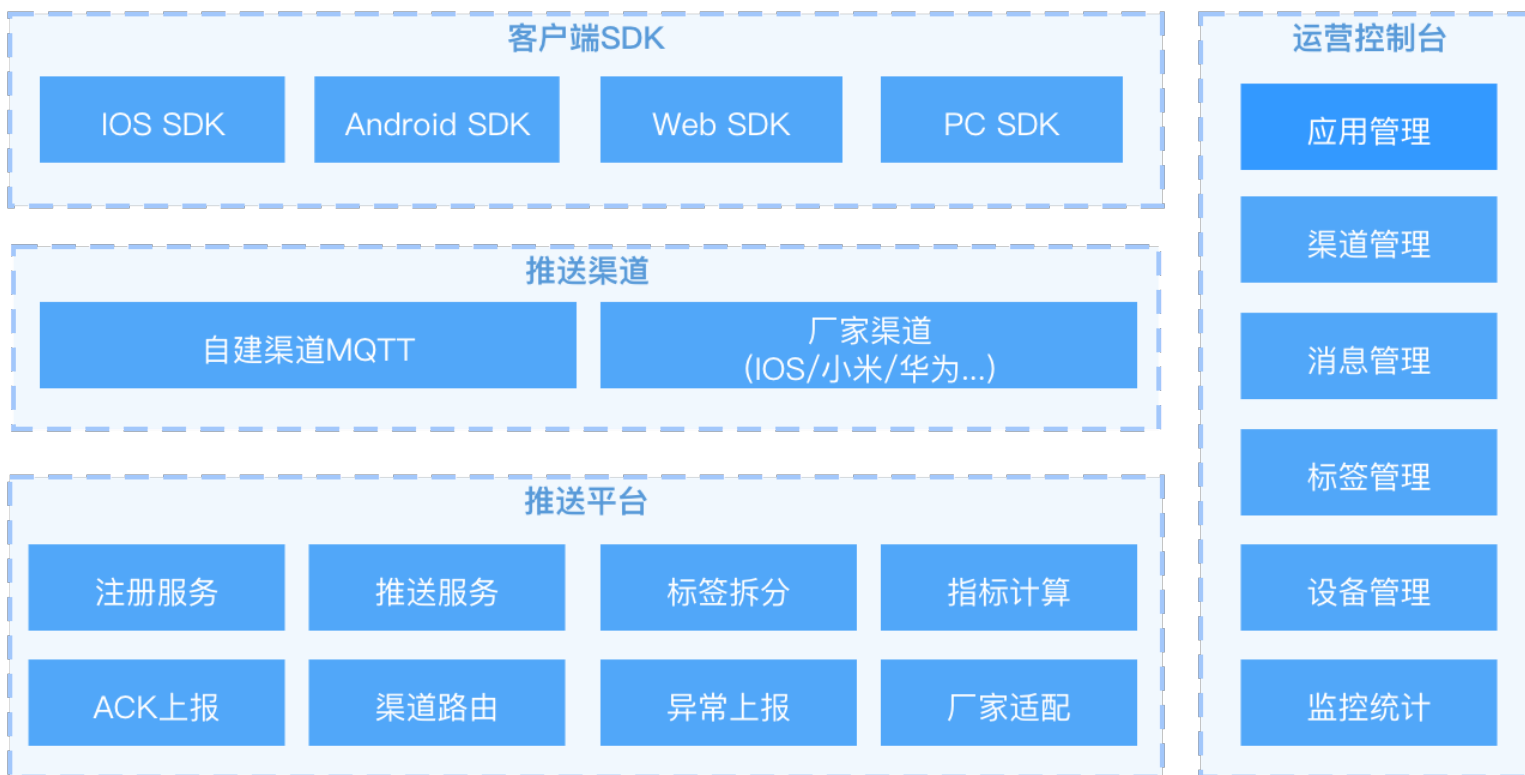 客户端SDK
IOS SDK
Android SDK
Web SDK
PC SDK
推送渠道
自建渠道MQTT
厂家渠道
(IOS/小米/华为...)
推送平台
注册服务
推送服务
标签拆分
指标计算
ACK上报
渠道路由
异常上报
厂家适配
运营控制台
应用管理
渠道管理
消息管理
标签管理
设备管理
监控统计